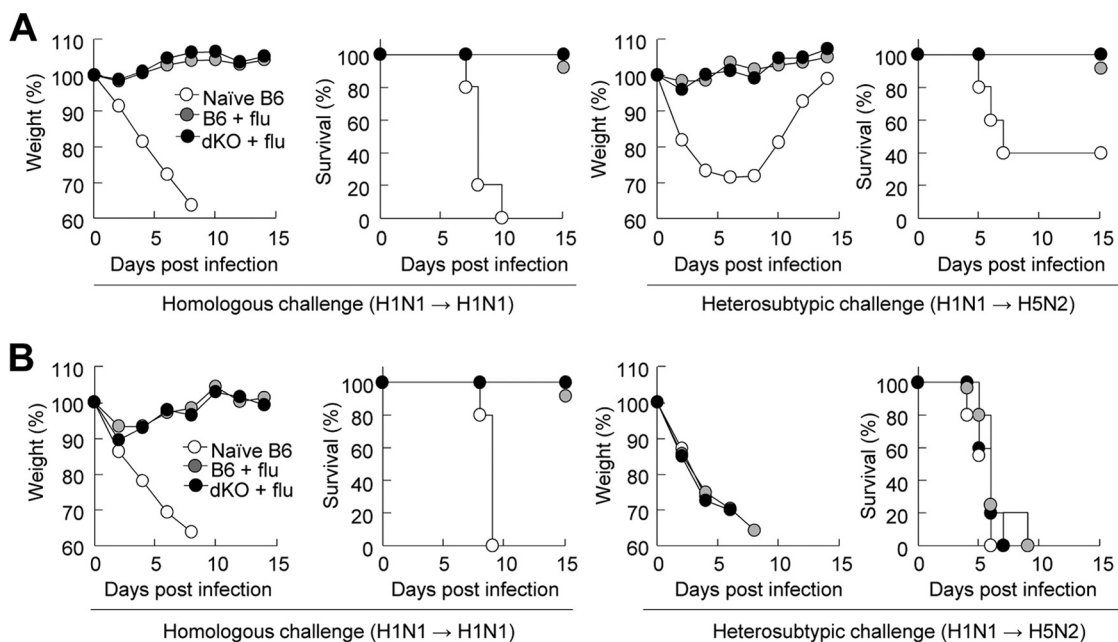 A
Weight (%)
110
100
90
80
70
60
0 5 10 15
Days post infection
Naïve B6
B6 + flu
dKO + flu
Survival (%)
100
80
60
40
20
0
0 5 10 15
Days post infection
Homologous challenge (H1N1 → H1N1)
Weight (%)
110
100
90
80
70
60
0 5 10 15
Days post infection
Survival (%)
100
80
60
40
20
0
0 5 10 15
Days post infection
Heterosubtypic challenge (H1N1 → H5N2)
B
Weight (%)
110
100
90
80
70
60
0 5 10 15
Days post infection
Naïve B6
B6 + flu
dKO + flu
Survival (%)
100
80
60
40
20
0
0 5 10 15
Days post infection
Homologous challenge (H1N1 → H1N1)
Weight (%)
110
100
90
80
70
60
0 5 10 15
Days post infection
Survival (%)
100
80
60
40
20
0
0 5 10 15
Days post infection
Heterosubtypic challenge (H1N1 → H5N2)